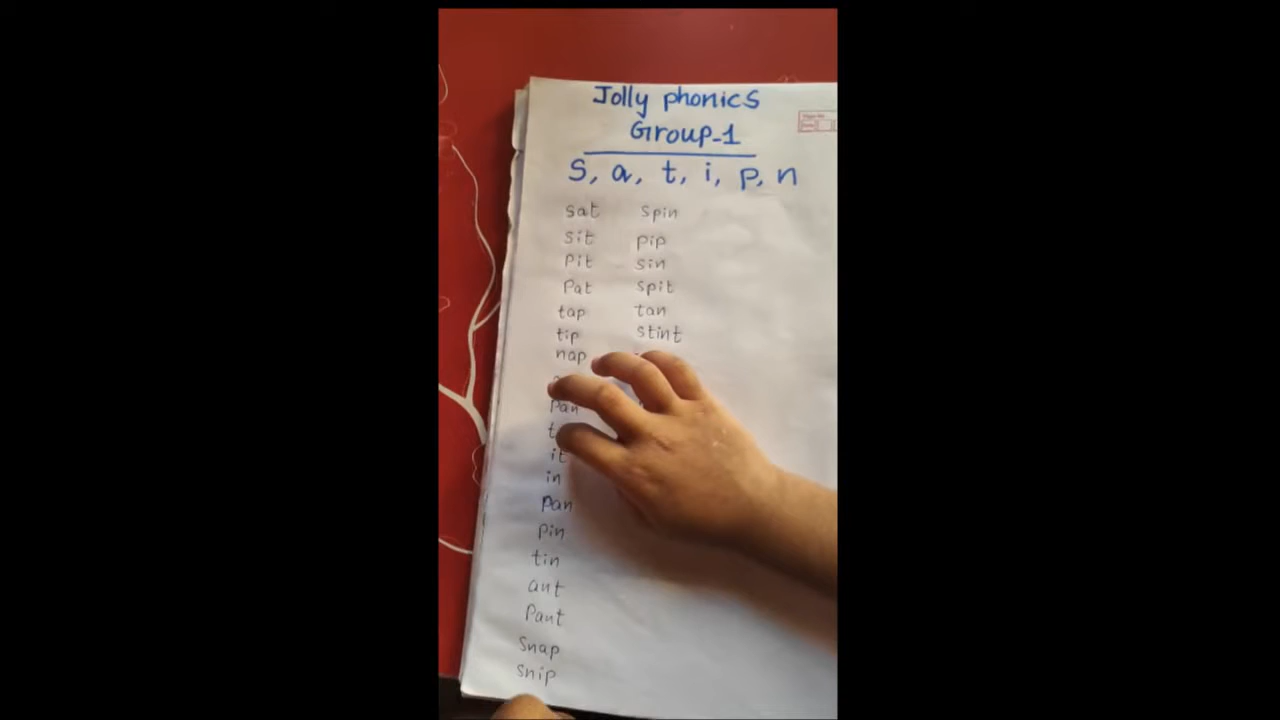 Jolly phonics
Group-1
S, a, t, i, p, n
sat spin
sit pip
Pit sin
Pat spit
tap tan
tip stint
nap
Pan
it
in
Pan
Pin
tin
ant
Pant
Snap
Snip